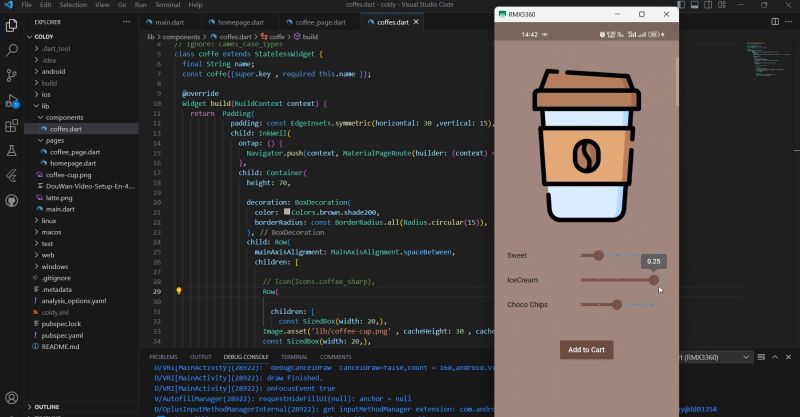 File Edit Selection View Go Run Terminal Help
coffes.dart - coldy - Visual Studio Code
EXPLORER
COLDY
.dart_tool
.idea
android
build
ios
lib
components
coffes.dart
pages
coffee_page.dart
homepage.dart
coffee-cup.png
DouWan-Video-Setup-En-4....
latte.png
main.dart
linux
macos
test
web
windows
.gitignore
.metadata
analysis_options.yaml
coldy.iml
pubspec.lock
pubspec.yaml
README.md
OUTLINE
TIMELINE
main.dart
homepage.dart
coffee_page.dart
coffes.dart
lib > components > coffes.dart > coffe > build
4 // ignore: camel_case_types
5 class coffe extends StatelessWidget {
6 final String name;
7 const coffe({super.key , required this.name });
8
9 @override
10 Widget build(BuildContext context) {
11 return Padding(
12 padding: const EdgeInsets.symmetric(horizontal: 30 ,vertical: 15),
13 child: InkWell(
14 onTap: () {
15 Navigator.push(context, MaterialPageRoute(builder: (context) =
16 },
17 child: Container(
18 height: 70,
19
20 decoration: BoxDecoration(
21 color: Colors.brown.shade200,
22 borderRadius: const BorderRadius.all(Radius.circular(15)),
23 ), // BoxDecoration
24 child: Row(
25 mainAxisAlignment: MainAxisAlignment.spaceBetween,
26 children: [
27
28 // Icon(Icons.coffee_sharp),
29 Row(
30
31 children: [
32 const SizedBox(width: 20,),
33 Image.asset('lib/coffee-cup.png' , cacheHeight: 30 , cache
34 const SizedBox(width: 20,),
PROBLEMS OUTPUT DEBUG CONSOLE TERMINAL
D/VRI[MainActivity](28922): debugCancelDraw cancelDraw=false,count = 168,android.vi
D/VRI[MainActivity](28922): draw finished.
D/VRI[MainActivity](28922): onFocusEvent true
V/AutofillManager(28922): requestHideFillUi(null): anchor = null
D/OplusInputMethodManagerInternal(28922): get inputMethodManager extension: com.andro
rt (RMX3360)
y@dd03354
RMX3360
14:42
Sweet
0.25
IceCream
Choco Chips
Add to Cart